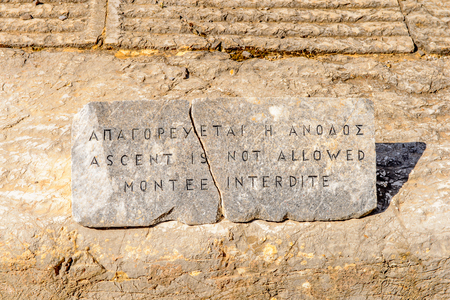 ΑΠΑΓΟΡΕΥΕΤΑΙ Η ΑΝΟΔΟΣ
ASCENT IS NOT ALLOWED
MONTEE INTERDITE